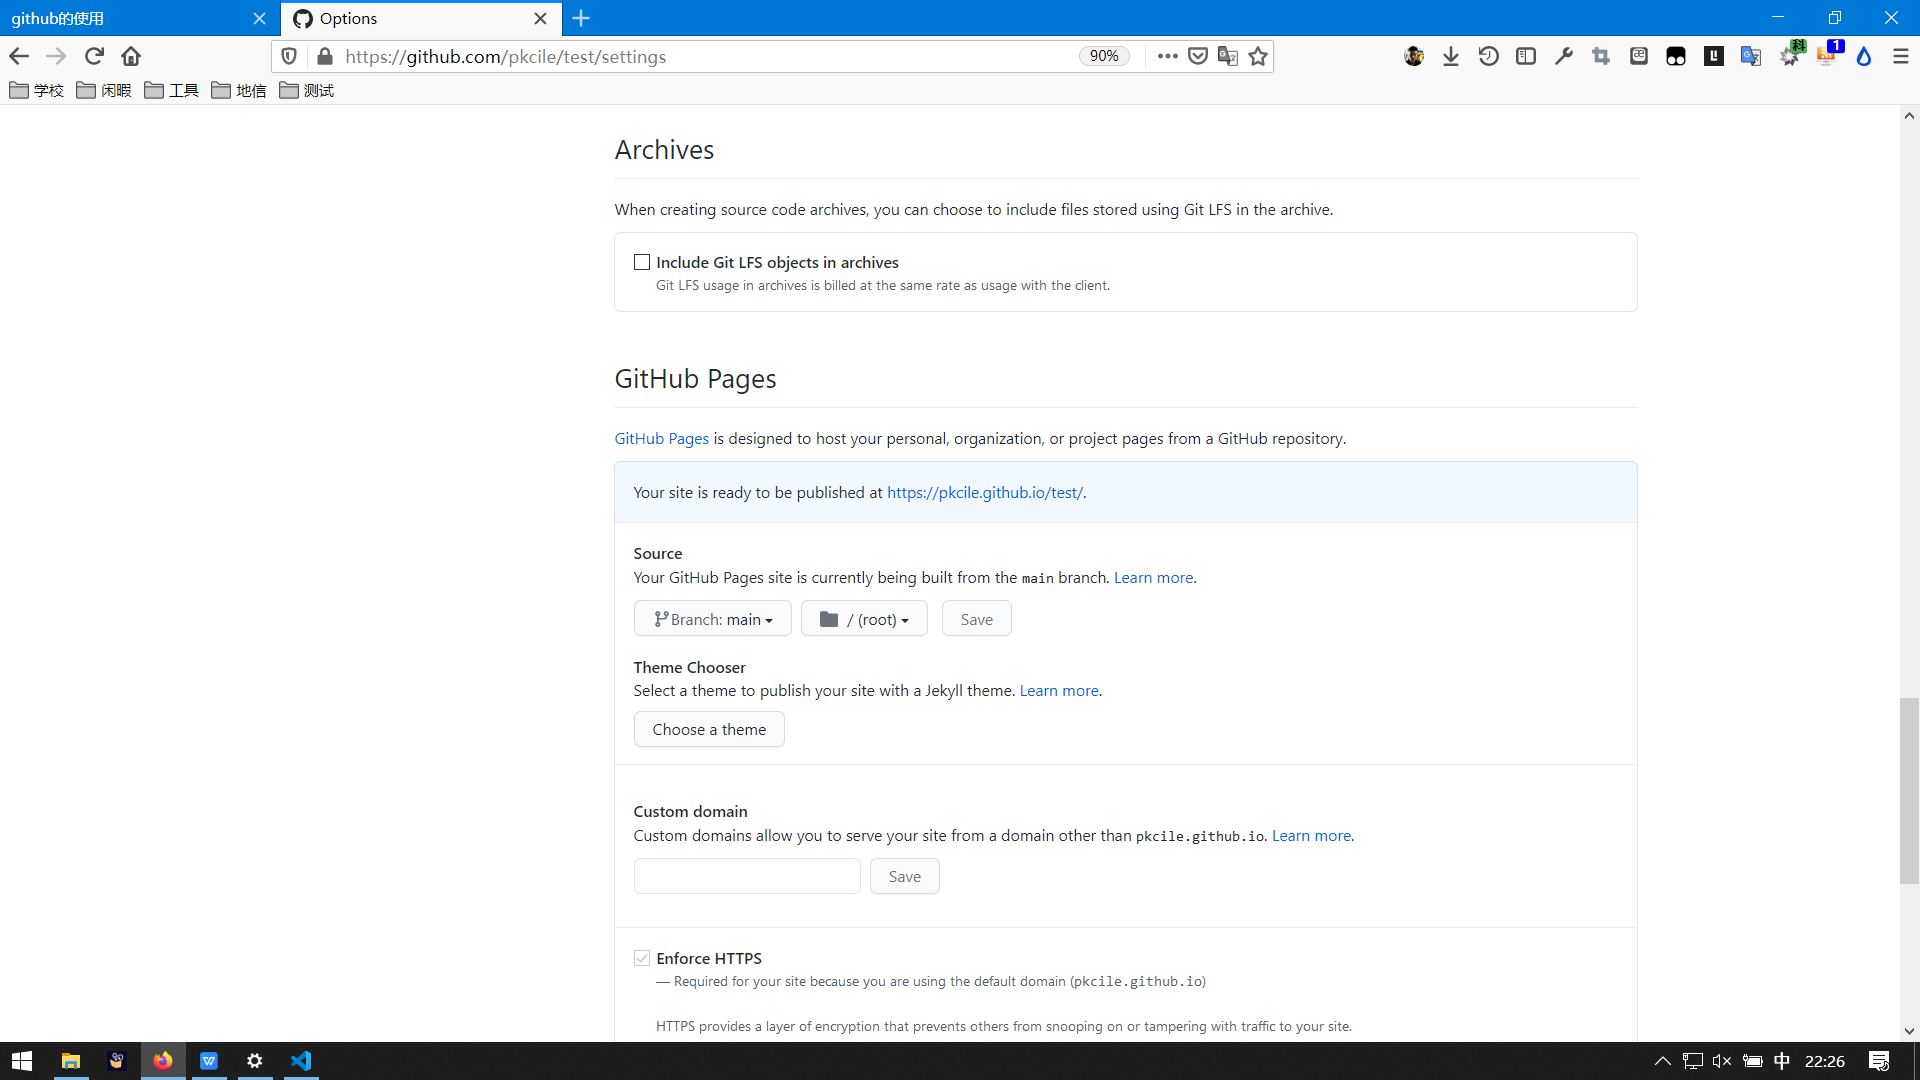 github的使用
Options
https://github.com/pkcile/test/settings
90%
科
1
学校
闲暇
工具
地信
测试
Archives
When creating source code archives, you can choose to include files stored using Git LFS in the archive.
Include Git LFS objects in archives
Git LFS usage in archives is billed at the same rate as usage with the client.
GitHub Pages
GitHub Pages is designed to host your personal, organization, or project pages from a GitHub repository.
Your site is ready to be published at https://pkcile.github.io/test/.
Source
Your GitHub Pages site is currently being built from the main branch. Learn more.
Branch: main
/ (root)
Save
Theme Chooser
Select a theme to publish your site with a Jekyll theme. Learn more.
Choose a theme
Custom domain
Custom domains allow you to serve your site from a domain other than pkcile.github.io. Learn more.
Save
Enforce HTTPS
— Required for your site because you are using the default domain (pkcile.github.io)
HTTPS provides a layer of encryption that prevents others from snooping on or tampering with traffic to your site.
中
22:26